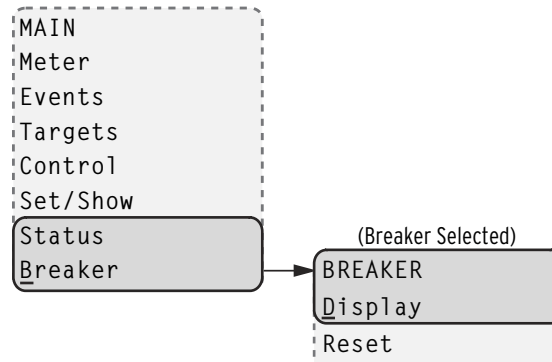 MAIN
Meter
Events
Targets
Control
Set/Show
Status
Breaker
(Breaker Selected)
BREAKER
Display
Reset